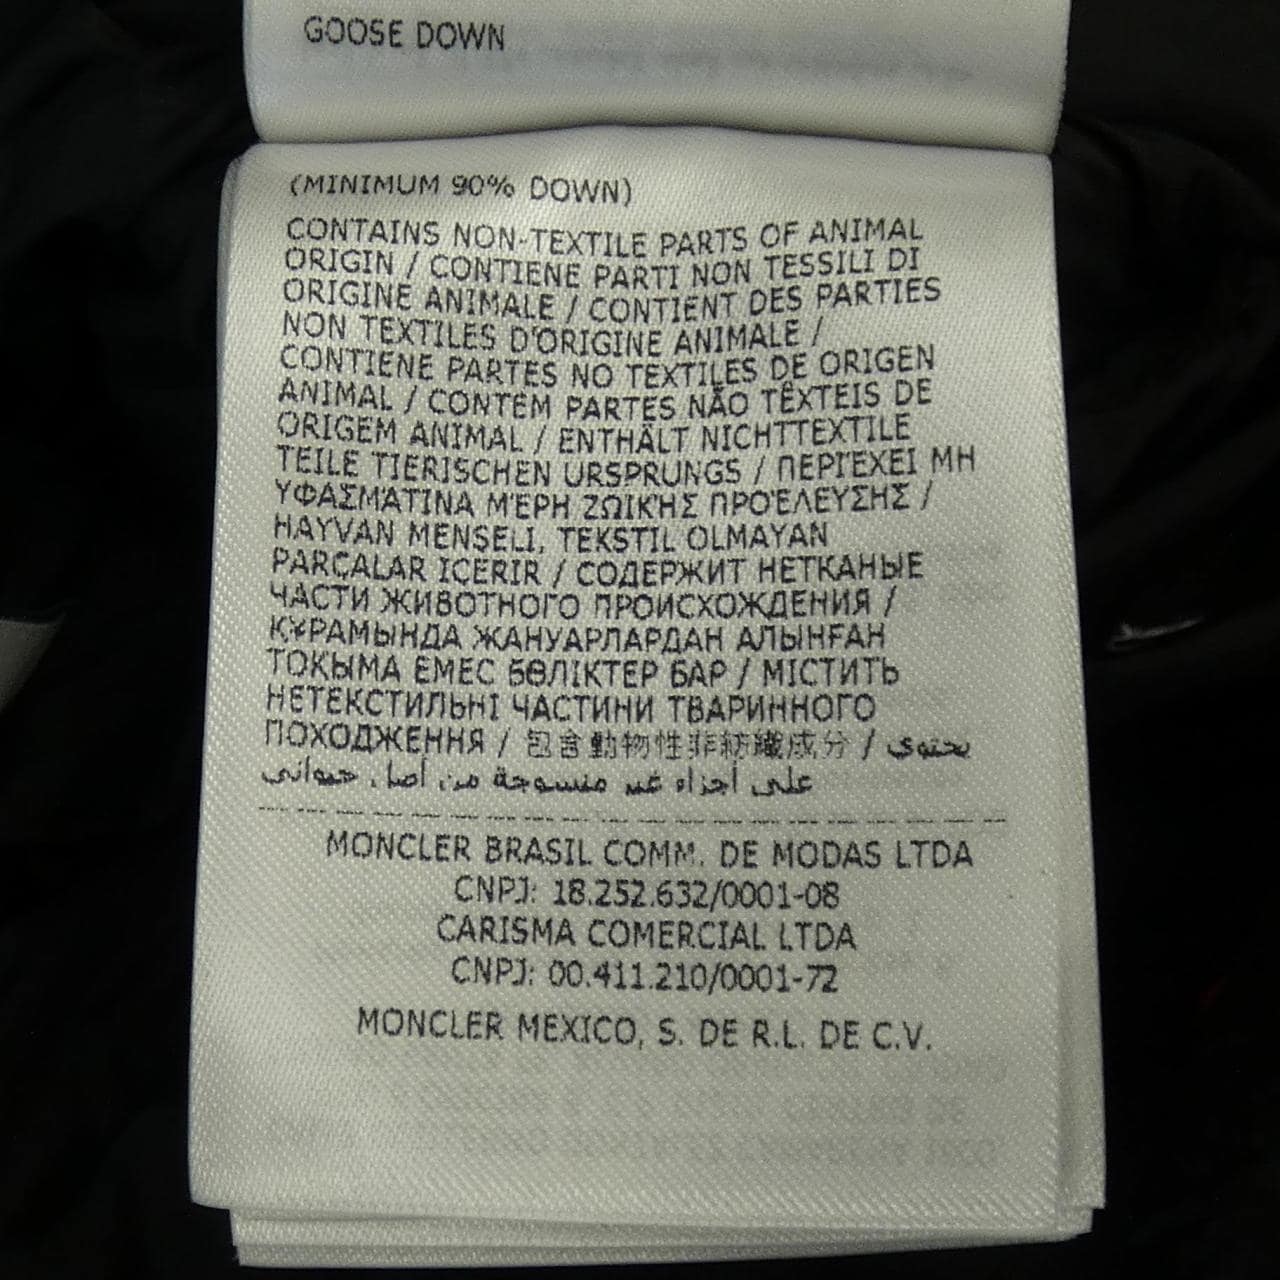 GOOSE DOWN
(MINIMUM 90% DOWN)
CONTAINS NON-TEXTILE PARTS OF ANIMAL
ORIGIN / CONTIENE PARTI NON TESSILI DI
ORIGINE ANIMALE / CONTIENT DES PARTIES
NON TEXTILES D'ORIGINE ANIMALE /
CONTIENE PARTES NO TEXTILES DE ORIGEN
ANIMAL / CONTÉM PARTES NÃO TÊXTEIS DE
ORIGEM ANIMAL / ENTHÄLT NICHTTEXTILE
TEILE TIERISCHEN URSPRUNGS / ΠΕΡΙΈΧΕΙ ΜΗ
ΥΦΑΣΜΆΤΙΝΑ ΜΈΡΗ ΖΩΙΚΉΣ ΠΡΟΈΛΕΥΣΗΣ /
HAYVAN MENŞELİ, TEKSTİL OLMAYAN
PARÇALAR İÇERİR / СОДЕРЖИТ НЕТКАНЫЕ
ЧАСТИ ЖИВОТНОГО ПРОИСХОЖДЕНИЯ /
ҚҰРАМЫНДА ЖАНУАРЛАРДАН АЛЫНҒАН
ТОҚЫМА ЕМЕС БӨЛІКТЕР БАР / МІСТИТЬ
НЕТЕКСТИЛЬНІ ЧАСТИНИ ТВАРИННОГО
ПОХОДЖЕННЯ / 包含動物性非紡織成分 / يحتوي
على أجزاء غير منسوجة من أصل حيواني
MONCLER BRASIL COMM. DE MODAS LTDA
CNPJ: 18.252.632/0001-08
CARISMA COMERCIAL LTDA
CNPJ: 00.411.210/0001-72
MONCLER MEXICO, S. DE R.L. DE C.V.